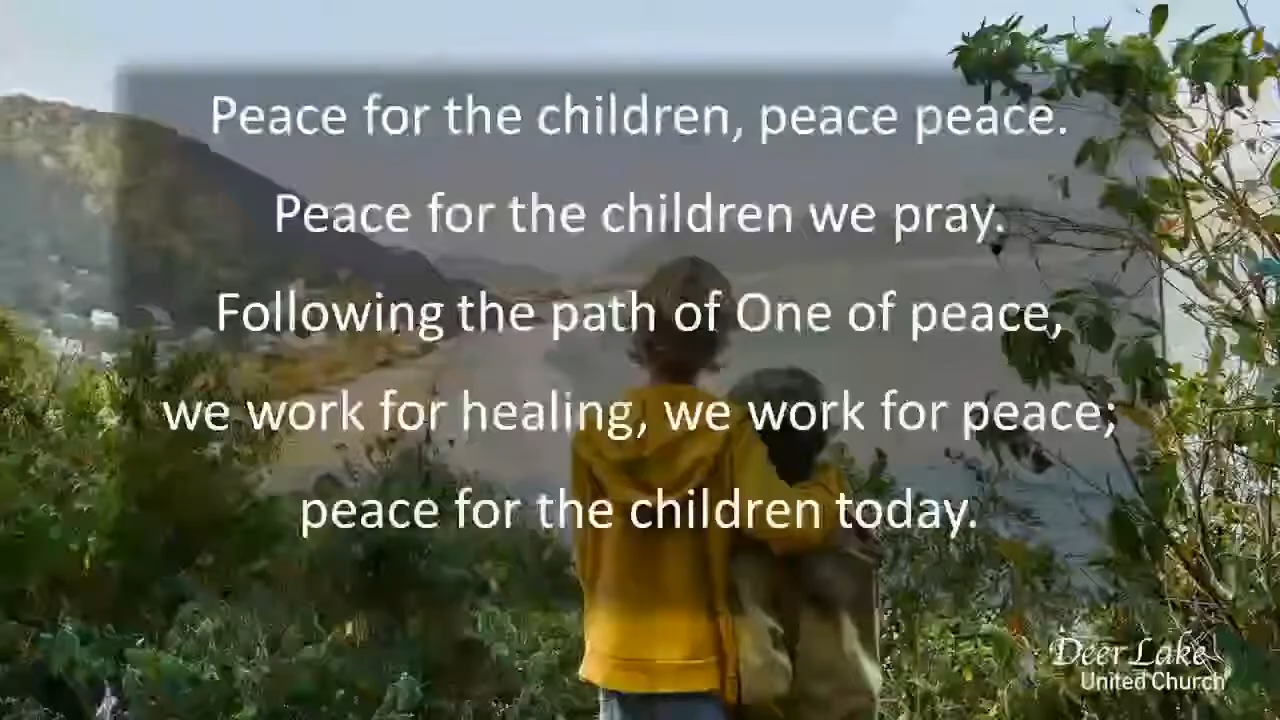 Peace for the children, peace peace.
Peace for the children we pray.
Following the path of One of peace,
we work for healing, we work for peace;
peace for the children today.
Deer Lake
United Church